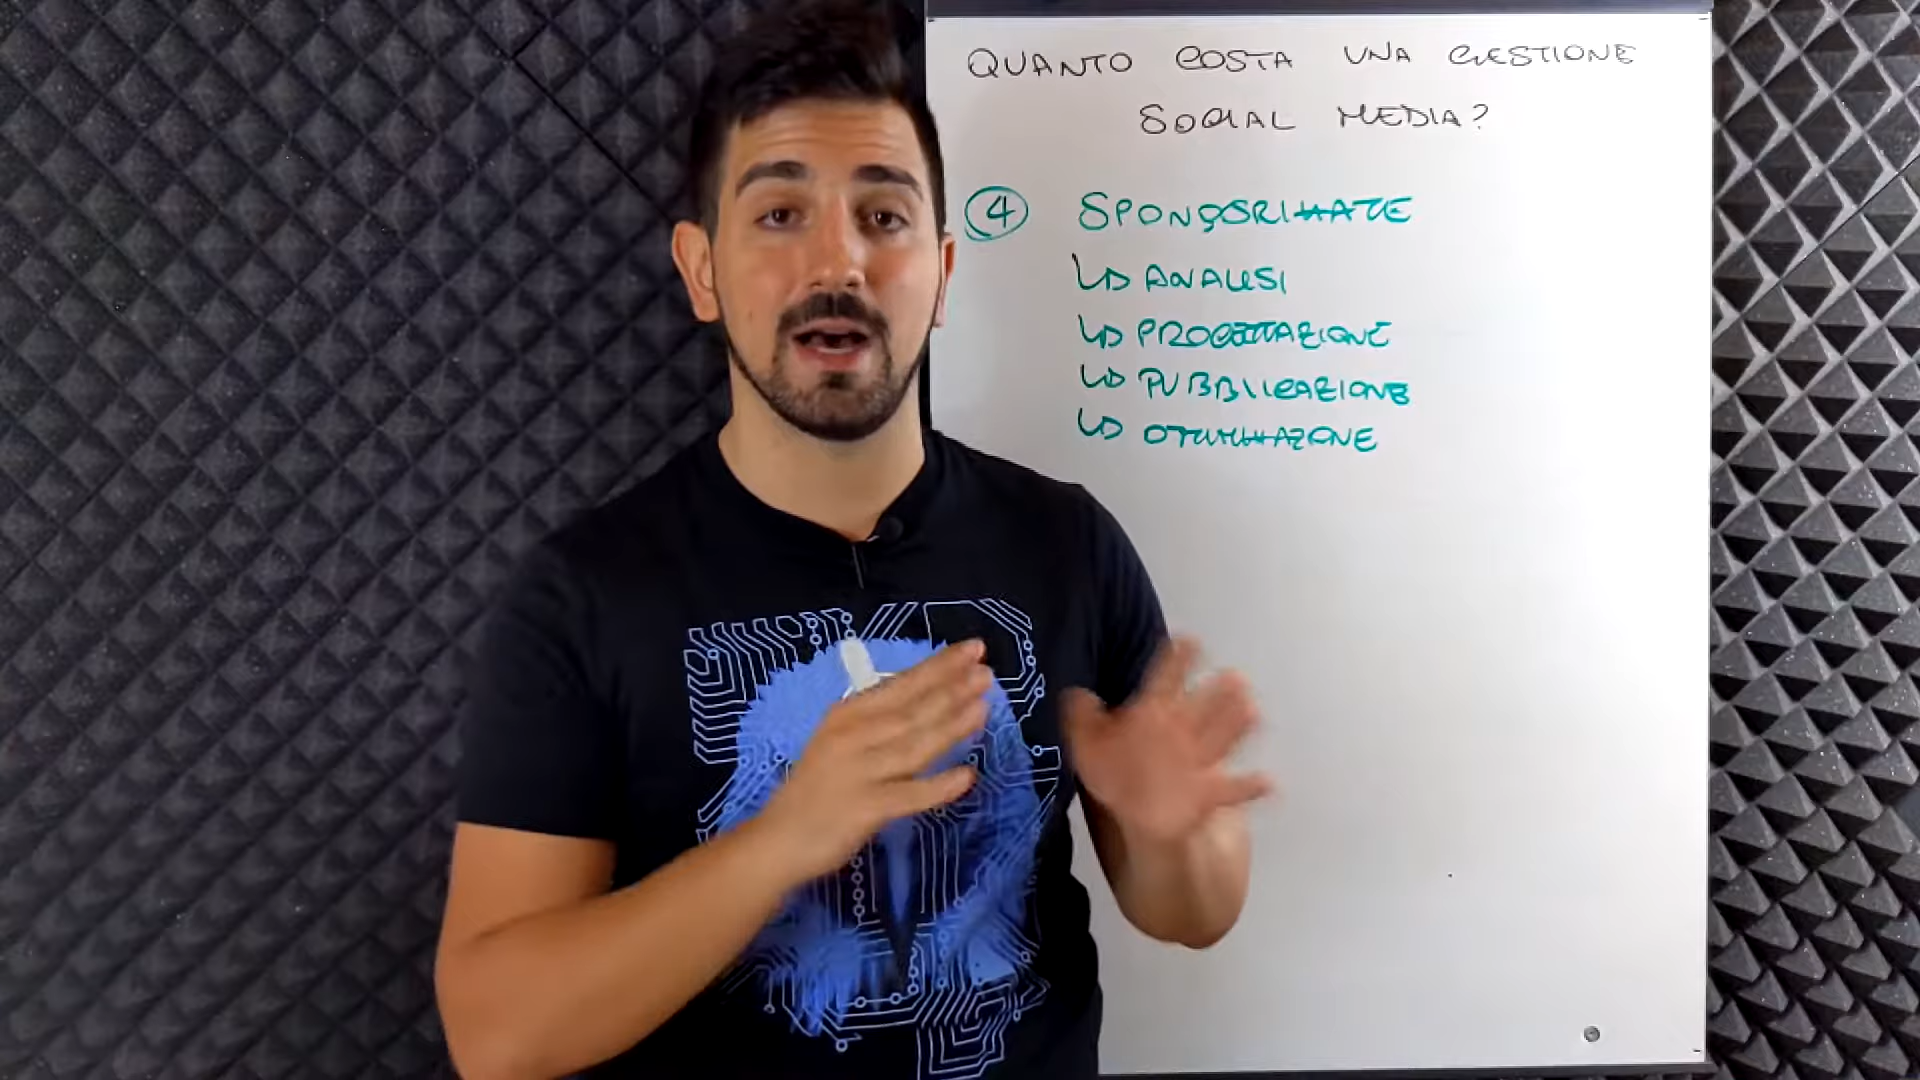 QUANTO COSTA UNA GESTIONE
SOCIAL MEDIA?
4 SPONSORIZZATE
↳ ANALISI
↳ PROGETTAZIONE
↳ PUBBLICAZIONE
↳ OTTIMIZZAZIONE